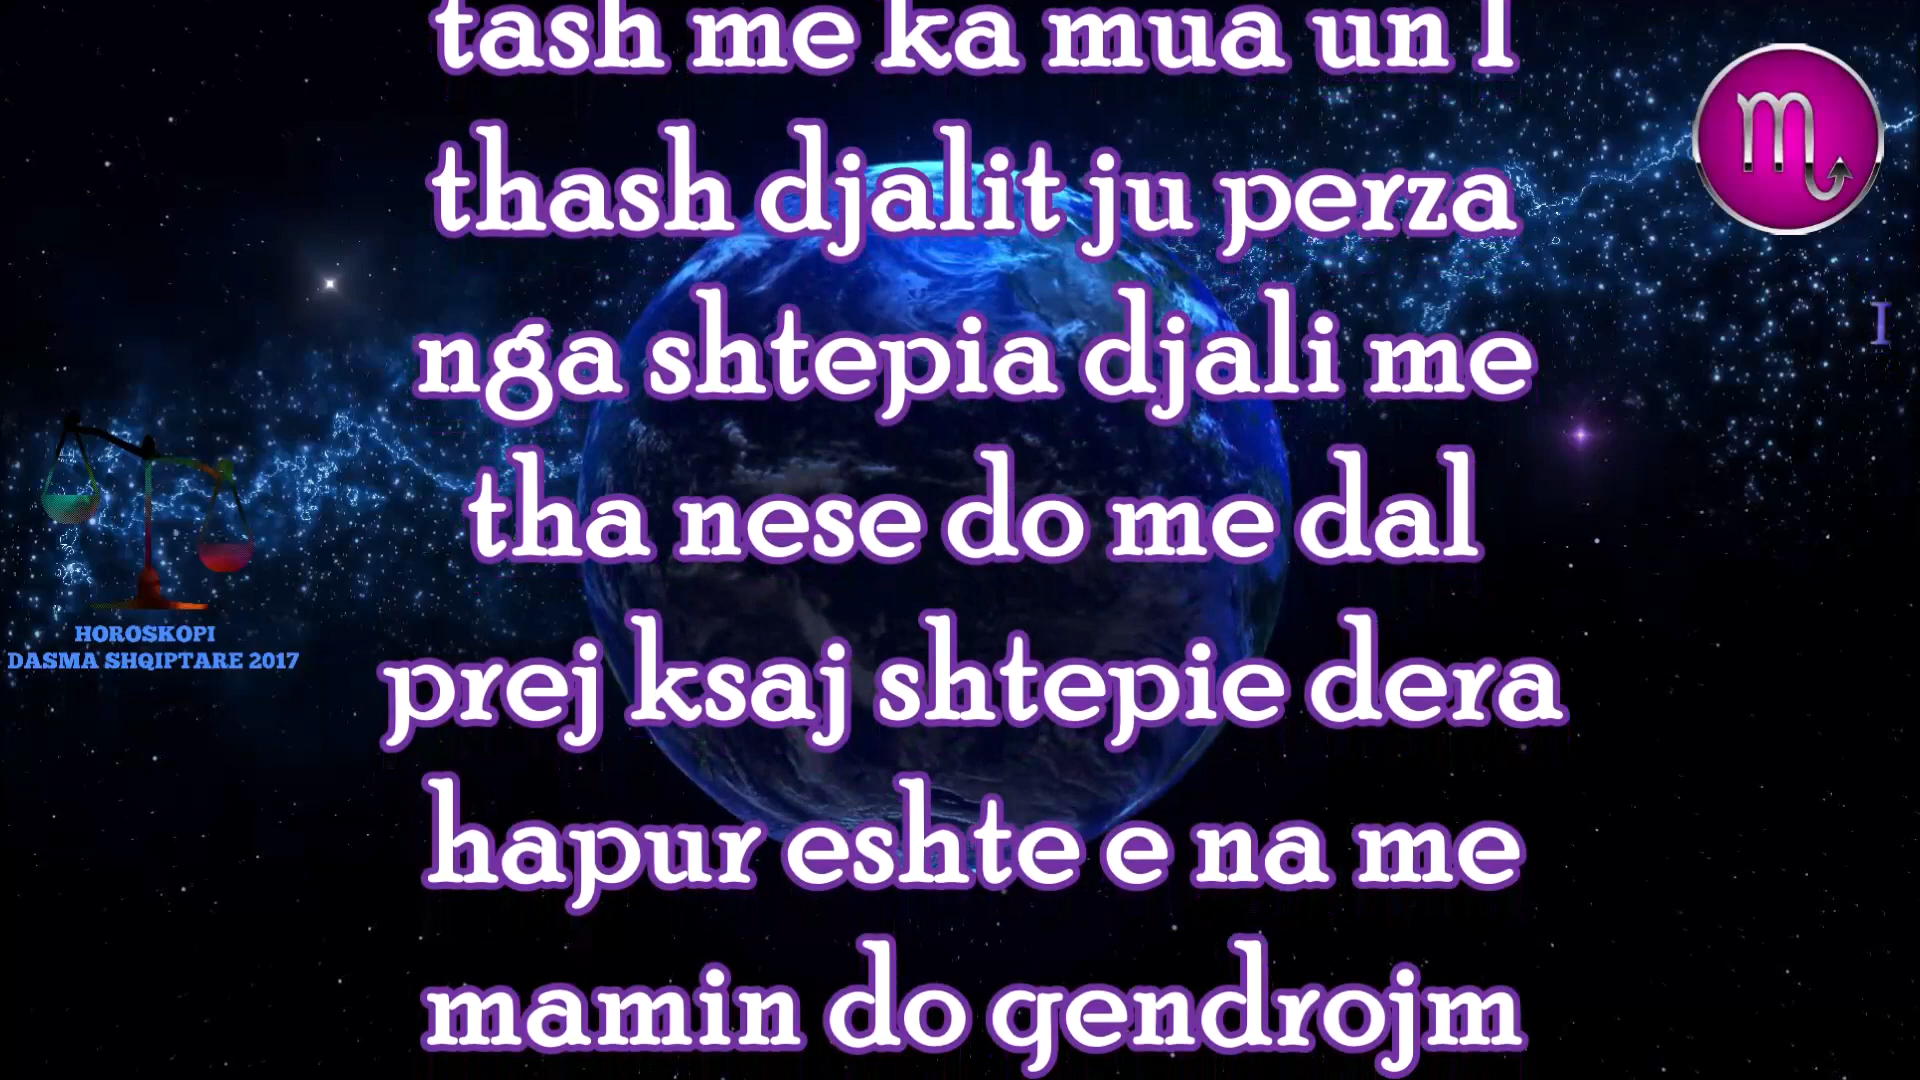 tash me ka mua un I
thash djalit ju perza
nga shtepia djali me
tha nese do me dal
prej ksaj shtepie dera
hapur eshte e na me
mamin do qendrojm
HOROSKOPI
DASMA SHQIPTARE 2017
I